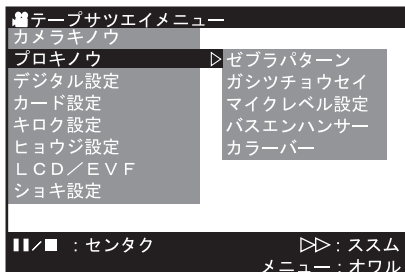 テープサツエイメニュー
カメラキノウ
プロキノウ
デジタル設定
カード設定
キロク設定
ヒョウジ設定
ＬＣＤ／ＥＶＦ
ショキ設定
ゼブラパターン
ガシツチョウセイ
マイクレベル設定
バスエンハンサー
カラーバー
：センタク
：ススム
メニュー：オワル